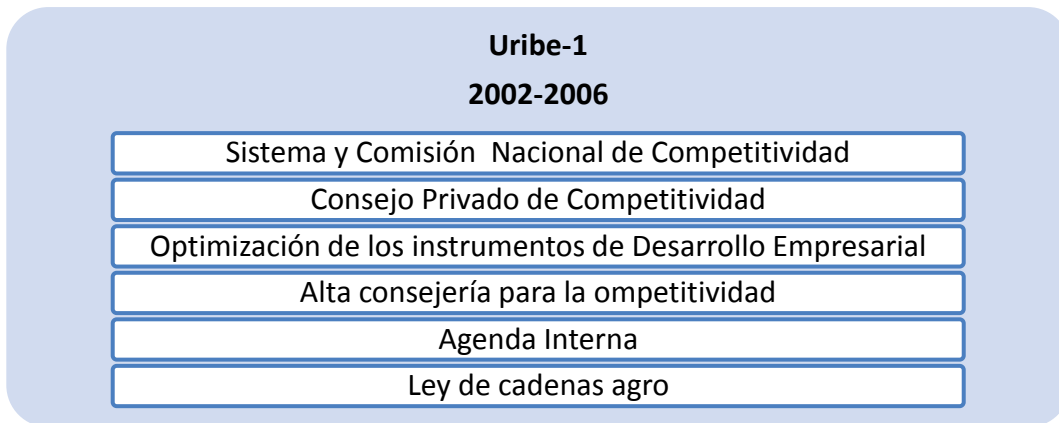 Uribe-1
2002-2006
Sistema y Comisión Nacional de Competitividad
Consejo Privado de Competitividad
Optimización de los instrumentos de Desarrollo Empresarial
Alta consejería para la ompetitividad
Agenda Interna
Ley de cadenas agro